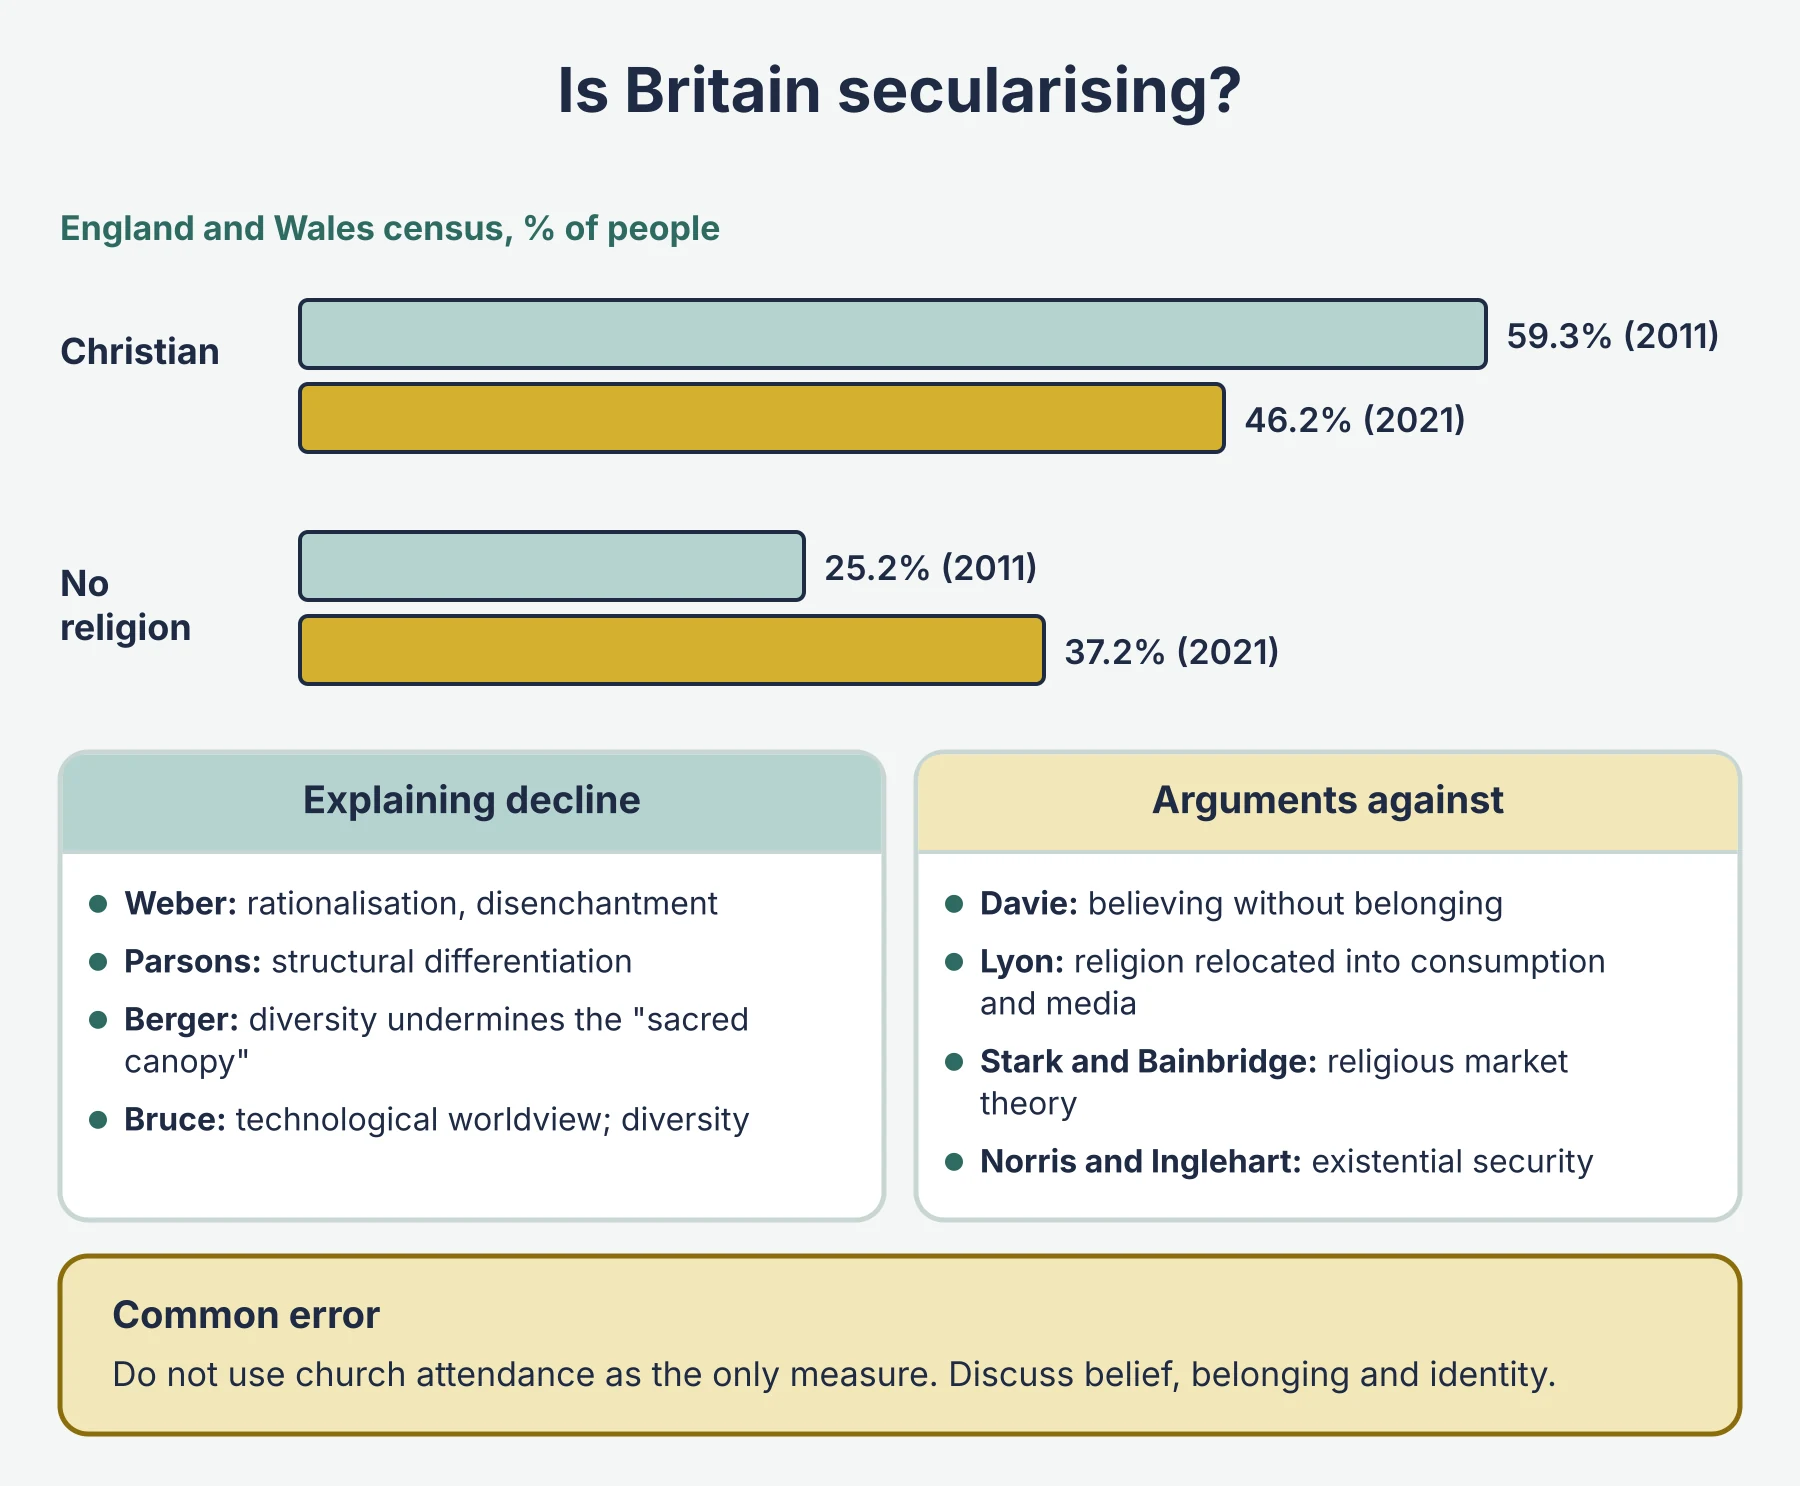 Is Britain secularising?
England and Wales census, % of people
Christian
59.3% (2011)
46.2% (2021)
No
religion
25.2% (2011)
37.2% (2021)
Explaining decline
Weber: rationalisation, disenchantment
Parsons: structural differentiation
Berger: diversity undermines the "sacred
canopy"
Bruce: technological worldview; diversity
Arguments against
Davie: believing without belonging
Lyon: religion relocated into consumption
and media
Stark and Bainbridge: religious market
theory
Norris and Inglehart: existential security
Common error
Do not use church attendance as the only measure. Discuss belief, belonging and identity.